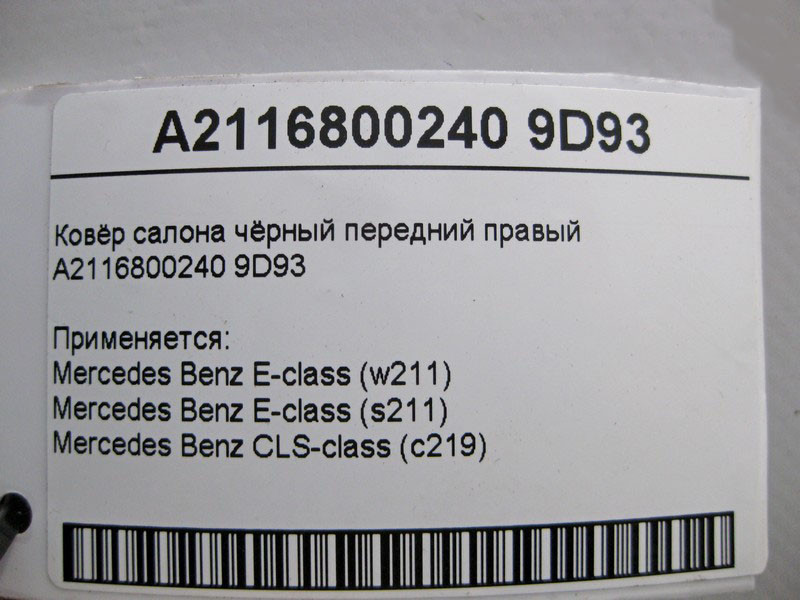 A2116800240 9D93
Ковёр салона чёрный передний правый
A2116800240 9D93
Применяется:
Mercedes Benz E-class (w211)
Mercedes Benz E-class (s211)
Mercedes Benz CLS-class (c219)